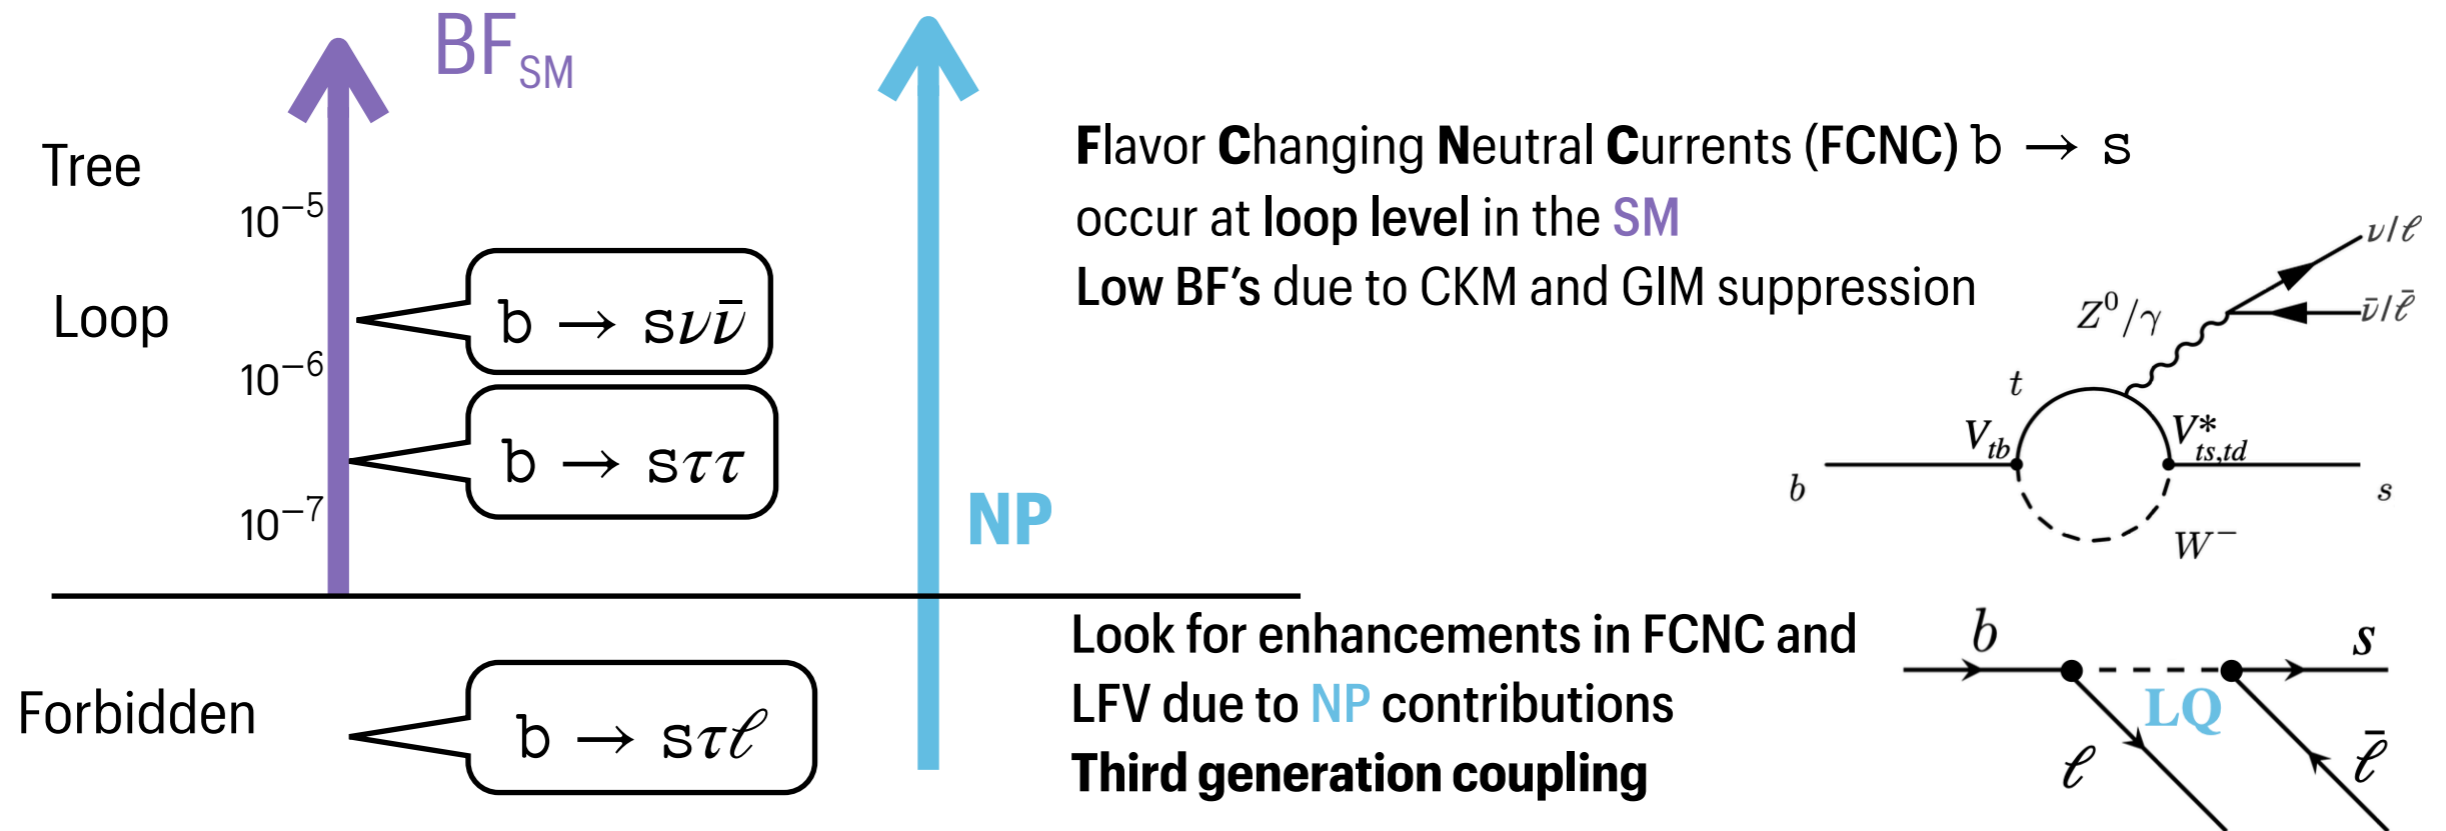 BF_SM
Tree
10^−5
Loop
b → sνν̄
10^−6
b → sττ
10^−7
NP
Forbidden
b → sτℓ
Flavor Changing Neutral Currents (FCNC) b → s
occur at loop level in the SM
Low BF's due to CKM and GIM suppression
ν/ℓ
ν̄/ℓ̄
Z^0/γ
t
V_tb
V*_ts,td
b
s
W^−
Look for enhancements in FCNC and
LFV due to NP contributions
Third generation coupling
b
s
LQ
ℓ
ℓ̄